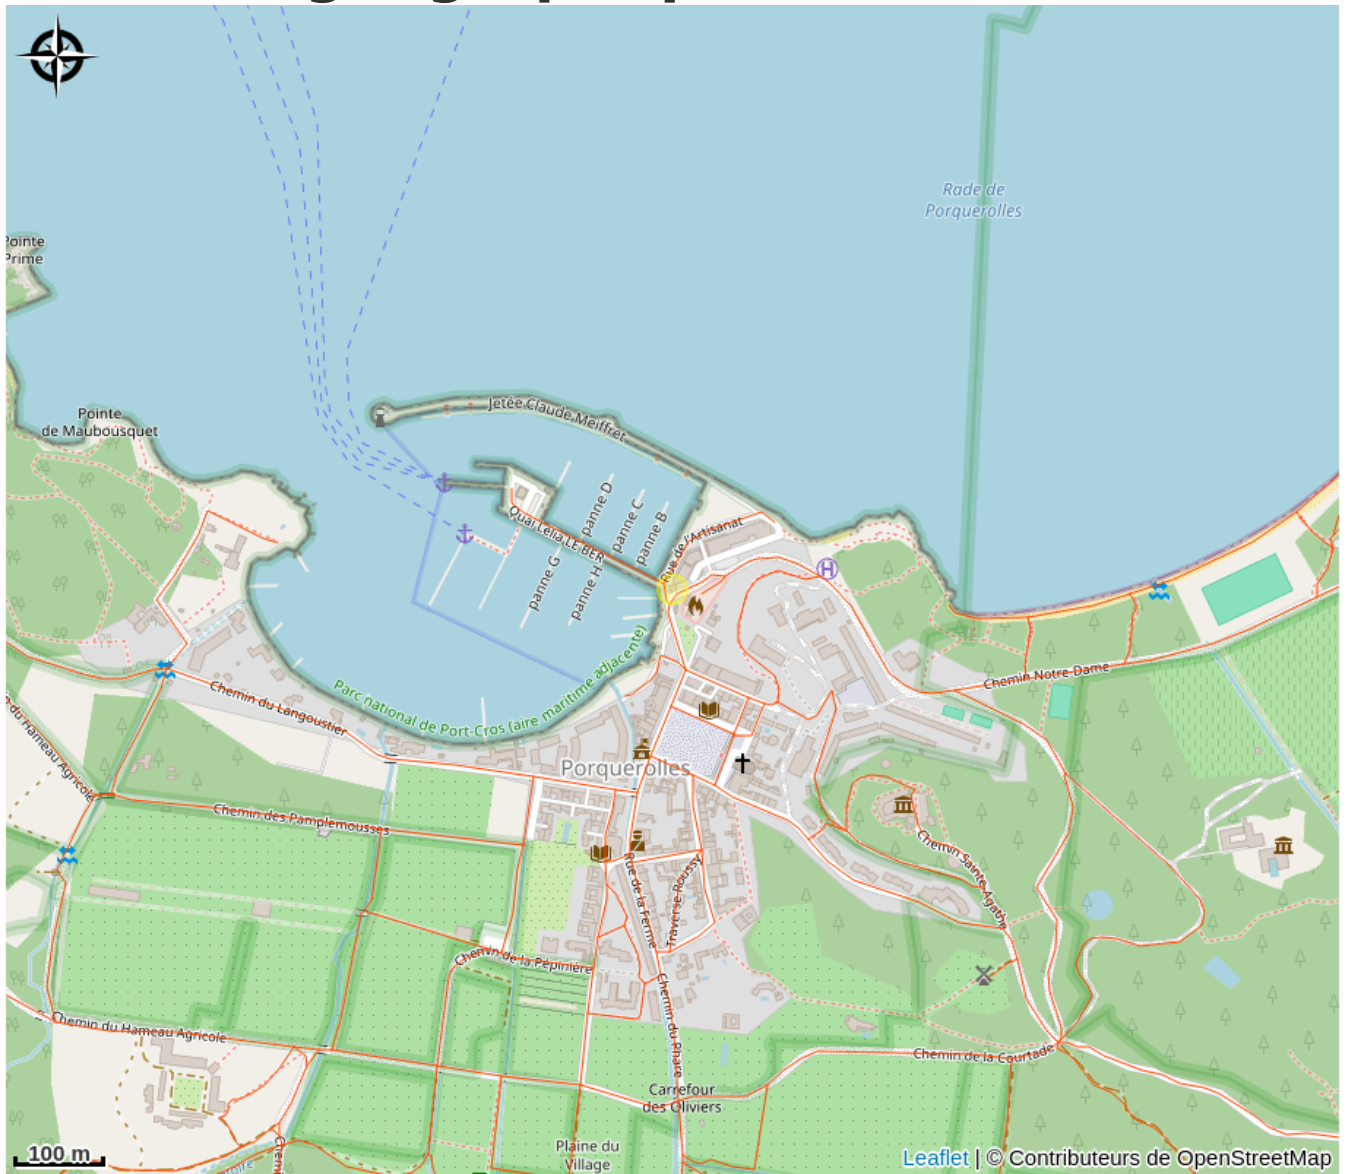 Rade de
Porquerolles
Pointe
Prime
Jetée Claude Meiffret
Pointe
de Maubousquet
panne D
panne C
panne B
Quai Lélia LE BER
Rue de l'Artisanat
panne G
panne H
H
Parc national de Port-Cros (aire maritime adjacente)
Chemin Notre Dame
Chemin du Langoustier
Hameau Agricole
Porquerolles
Chemin des Pamplemousses
Chemin Sainte-Agathe
Rue de la Ferme
Traverse Roussy
Chemin de la Pépinière
Chemin du Phare
Chemin du Hameau Agricole
Chemin de la Courtade
Carrefour
des Oliviers
Plaine du
Village
100 m
Leaflet | © Contributeurs de OpenStreetMap